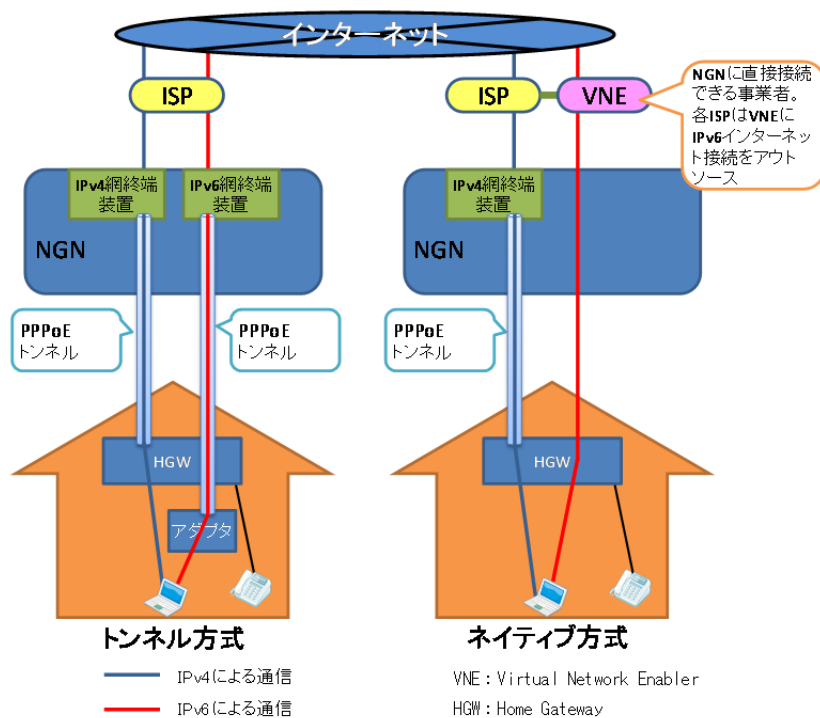 インターネット
ISP
ISP
VNE
NGNに直接接続
できる事業者。
各ISPはVNEに
IPv6インターネッ
ト接続をアウト
ソース
IPv4網終端
装置
IPv6網終端
装置
NGN
IPv4網終端
装置
NGN
PPPoE
トンネル
PPPoE
トンネル
PPPoE
トンネル
HGW
アダプタ
HGW
トンネル方式
ネイティブ方式
IPv4による通信
IPv6による通信
VNE：Virtual Network Enabler
HGW：Home Gateway